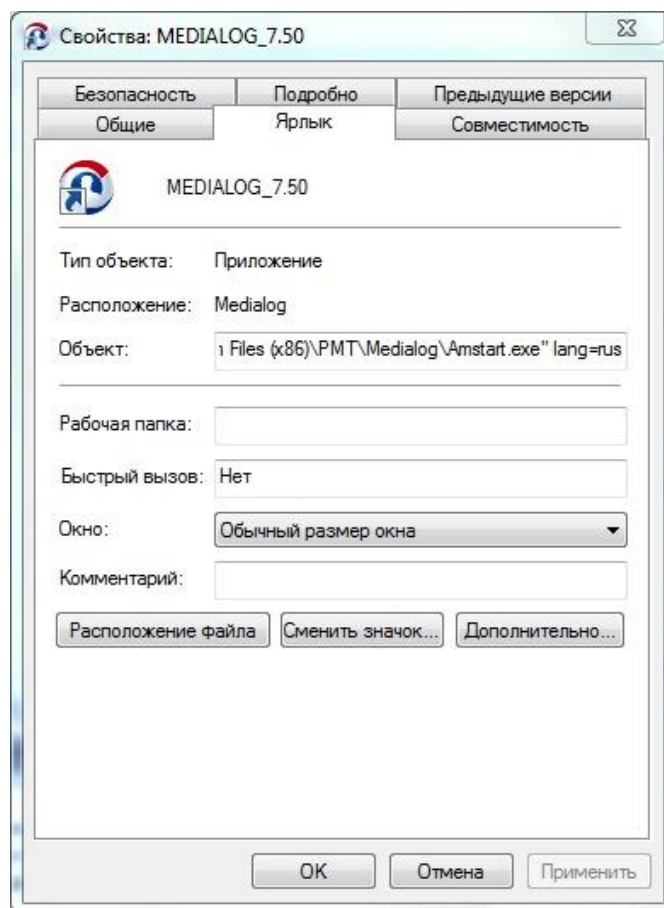 Свойства: MEDIALOG_7.50
Безопасность Подробно Предыдущие версии
Общие Ярлык Совместимость
MEDIALOG_7.50
Тип объекта: Приложение
Расположение: Medialog
Объект: ı Files (x86)\PMT\Medialog\Amstart.exe" lang=rus
Рабочая папка:
Быстрый вызов: Нет
Окно: Обычный размер окна
Комментарий:
Расположение файла Сменить значок... Дополнительно...
OK Отмена Применить